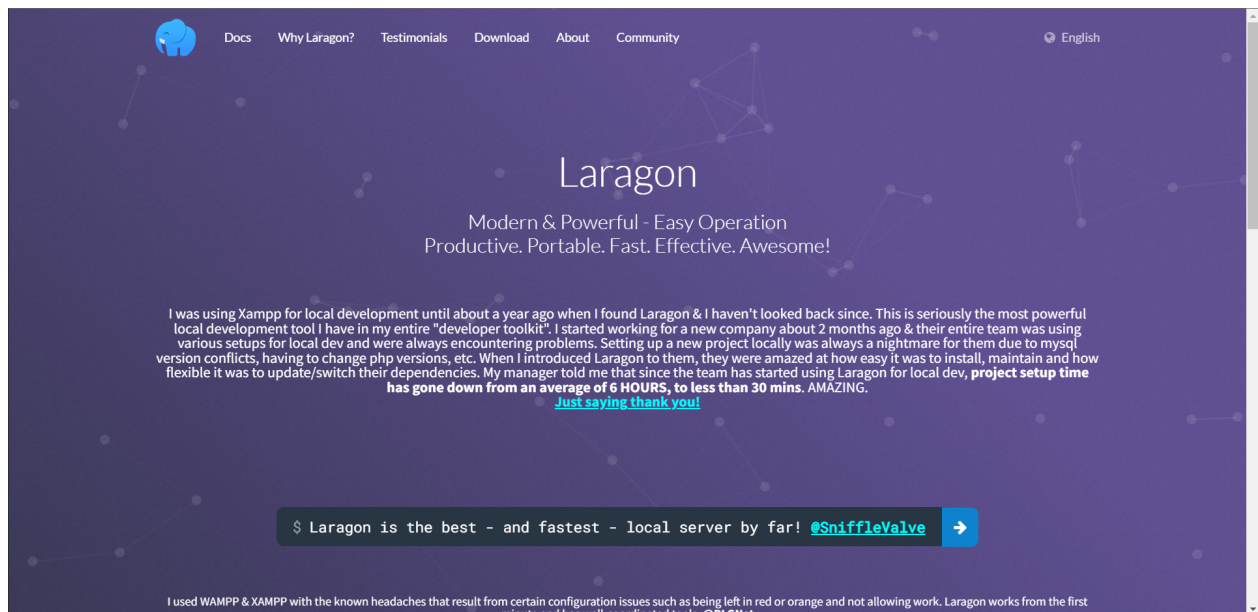 Docs Why Laragon? Testimonials Download About Community English
Laragon
Modern & Powerful - Easy Operation
Productive. Portable. Fast. Effective. Awesome!
I was using Xampp for local development until about a year ago when I found Laragon & I haven't looked back since. This is seriously the most powerful
local development tool I have in my entire "developer toolkit". I started working for a new company about 2 months ago & their entire team was using
various setups for local dev and were always encountering problems. Setting up a new project locally was always a nightmare for them due to mysql
version conflicts, having to change php versions, etc. When I introduced Laragon to them, they were amazed at how easy it was to install, maintain and how
flexible it was to update/switch their dependencies. My manager told me that since the team has started using Laragon for local dev, project setup time
has gone down from an average of 6 HOURS, to less than 30 mins. AMAZING.
Just saying thank you!
$ Laragon is the best - and fastest - local server by far! @SniffleValve
I used WAMPP & XAMPP with the known headaches that result from certain configuration issues such as being left in red or orange and not allowing work. Laragon works from the first